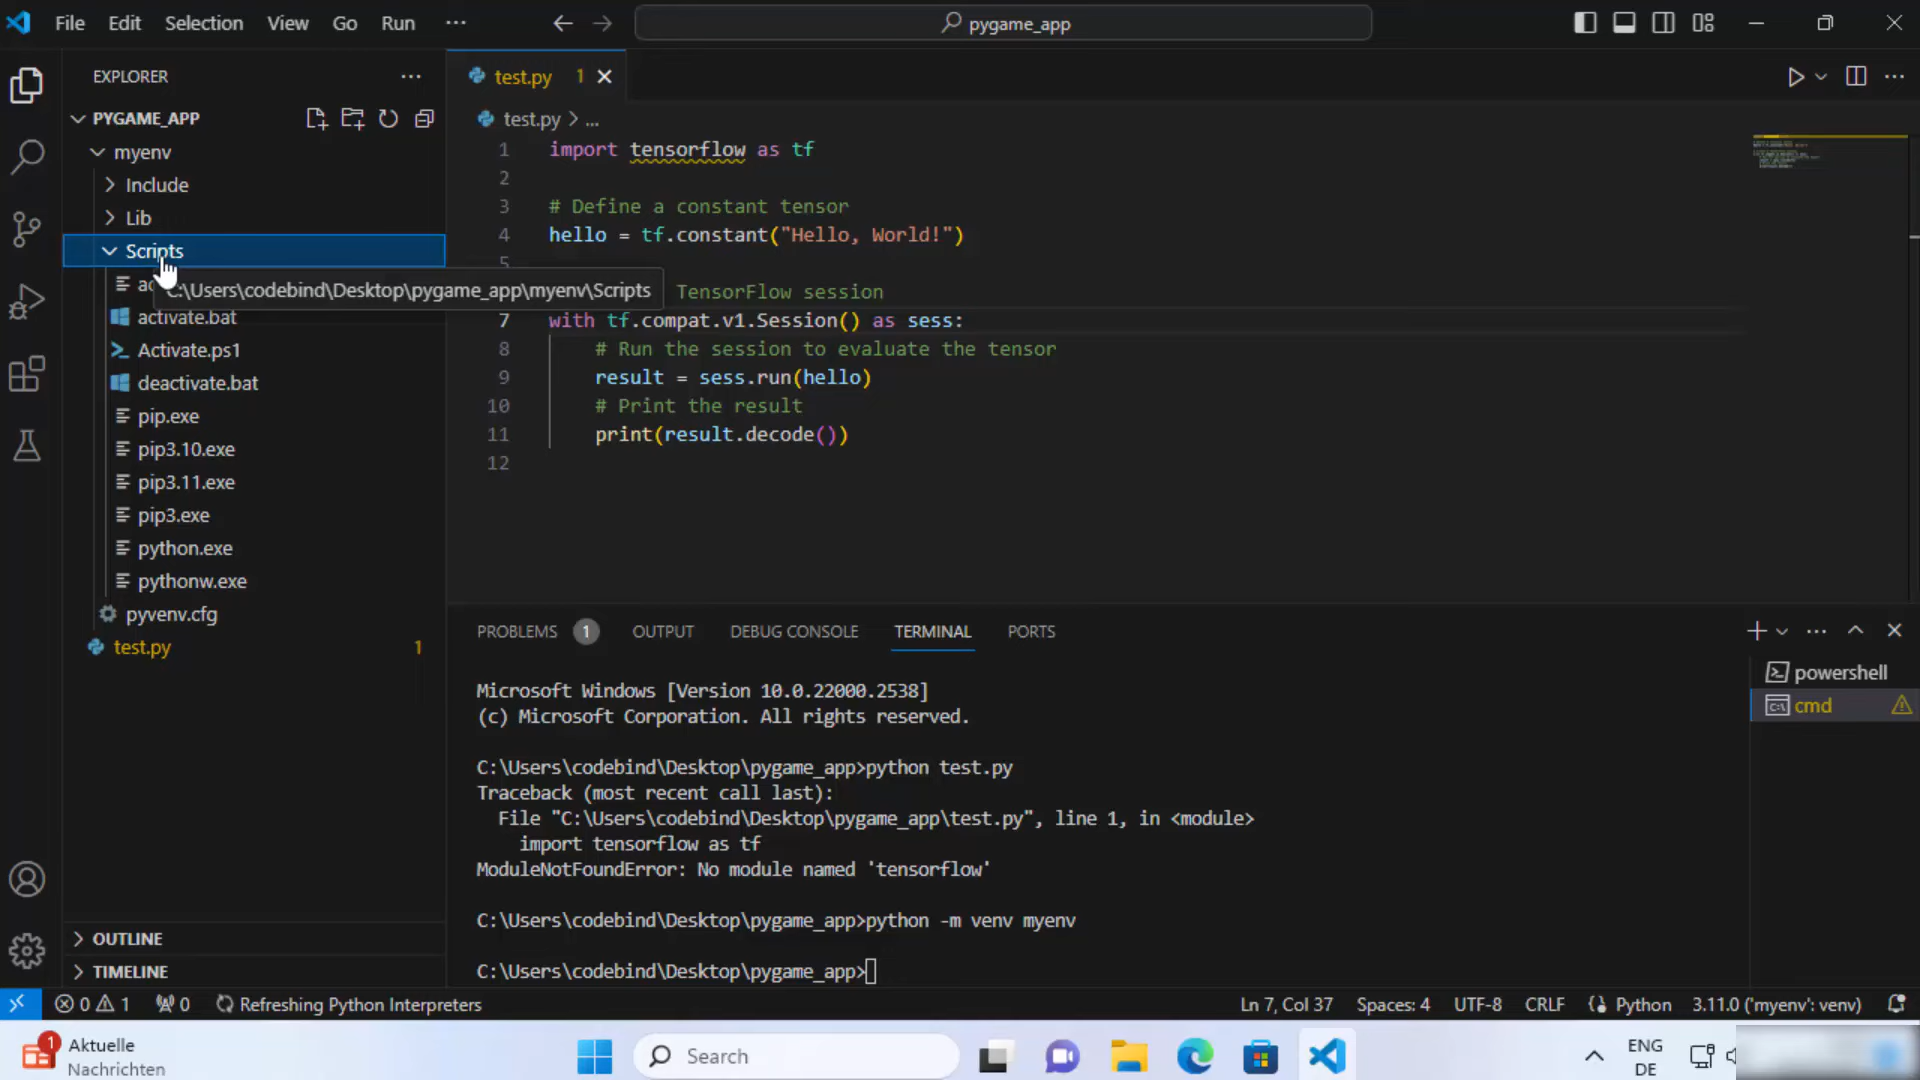 File Edit Selection View Go Run ···
pygame_app
EXPLORER
PYGAME_APP
myenv
Include
Lib
Scripts
C:\Users\codebind\Desktop\pygame_app\myenv\Scripts
activate.bat
Activate.ps1
deactivate.bat
pip.exe
pip3.10.exe
pip3.11.exe
pip3.exe
python.exe
pythonw.exe
pyvenv.cfg
test.py 1
OUTLINE
TIMELINE
test.py 1
test.py > ...
1 import tensorflow as tf
2
3 # Define a constant tensor
4 hello = tf.constant("Hello, World!")
5
TensorFlow session
7 with tf.compat.v1.Session() as sess:
8 # Run the session to evaluate the tensor
9 result = sess.run(hello)
10 # Print the result
11 print(result.decode())
12
PROBLEMS 1 OUTPUT DEBUG CONSOLE TERMINAL PORTS
Microsoft Windows [Version 10.0.22000.2538]
(c) Microsoft Corporation. All rights reserved.
C:\Users\codebind\Desktop\pygame_app>python test.py
Traceback (most recent call last):
File "C:\Users\codebind\Desktop\pygame_app\test.py", line 1, in <module>
import tensorflow as tf
ModuleNotFoundError: No module named 'tensorflow'
C:\Users\codebind\Desktop\pygame_app>python -m venv myenv
C:\Users\codebind\Desktop\pygame_app>
powershell
cmd
0 1 0 Refreshing Python Interpreters
Ln 7, Col 37 Spaces: 4 UTF-8 CRLF Python 3.11.0 ('myenv': venv)
1
Aktuelle
Nachrichten
Search
ENG
DE